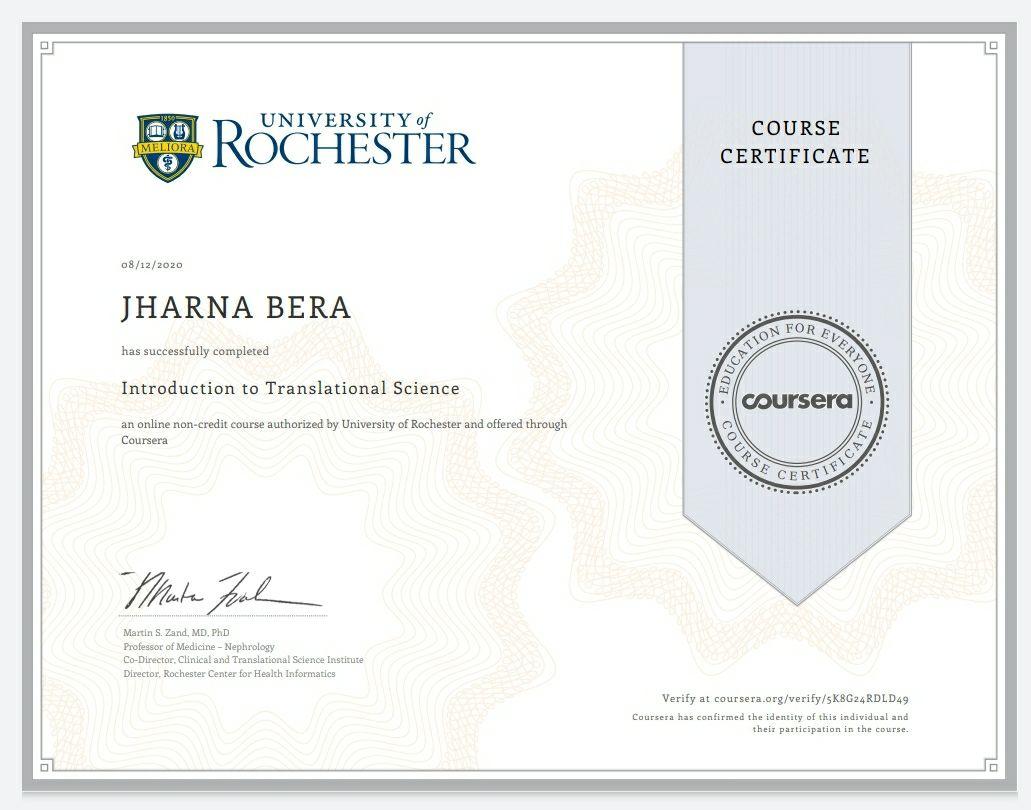 UNIVERSITY of
ROCHESTER
1850
MELIORA
COURSE
CERTIFICATE
08/12/2020
JHARNA BERA
has successfully completed
Introduction to Translational Science
an online non-credit course authorized by University of Rochester and offered through
Coursera
EDUCATION FOR EVERYONE
coursera
COURSE CERTIFICATE
Martin S. Zand, MD, PhD
Professor of Medicine – Nephrology
Co-Director, Clinical and Translational Science Institute
Director, Rochester Center for Health Informatics
Verify at coursera.org/verify/5K8G24RDLD49
Coursera has confirmed the identity of this individual and
their participation in the course.